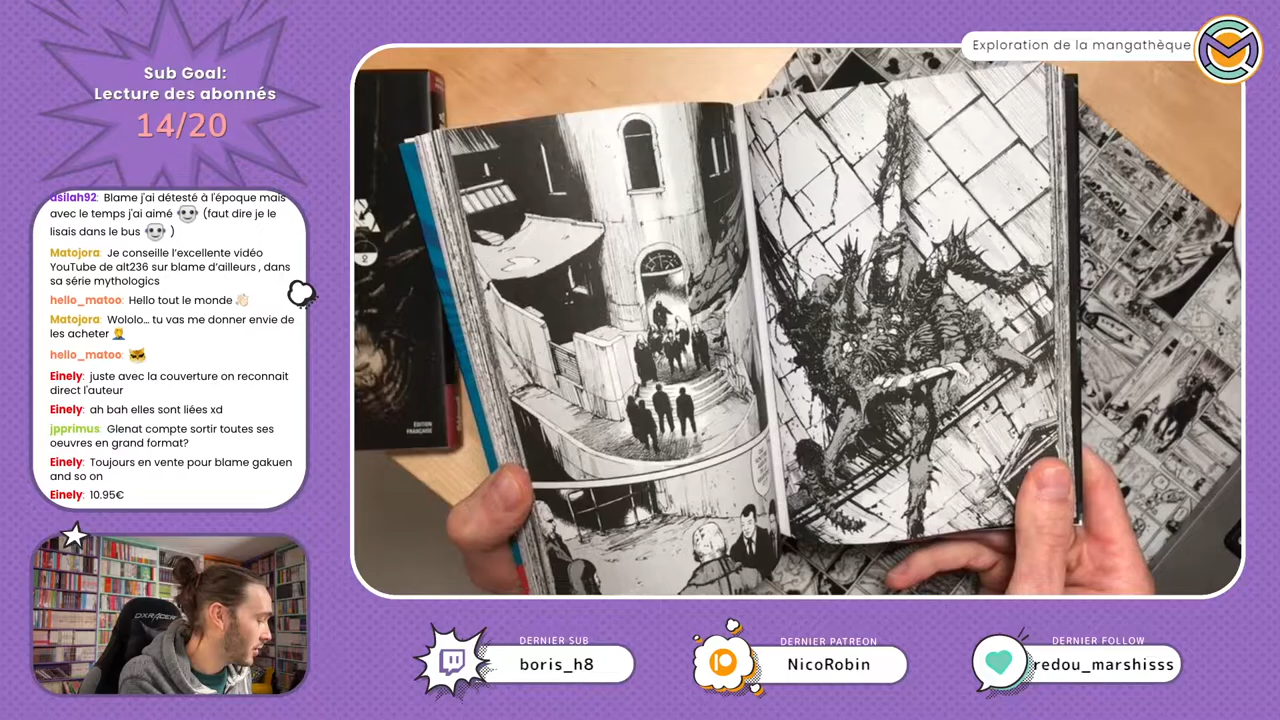 Sub Goal:
Lecture des abonnés
14/20
asilah92: Blame j'ai détesté à l'époque mais
avec le temps j'ai aimé (faut dire je le
lisais dans le bus )
Matojora: Je conseille l'excellente vidéo
YouTube de alt236 sur blame d'ailleurs , dans
sa série mythologics
hello_matoo: Hello tout le monde
Matojora: Wololo… tu vas me donner envie de
les acheter
hello_matoo:
Einely: juste avec la couverture on reconnait
direct l'auteur
Einely: ah bah elles sont liées xd
jpprimus: Glenat compte sortir toutes ses
oeuvres en grand format?
Einely: Toujours en vente pour blame gakuen
and so on
Einely: 10.95€
Exploration de la mangathèque
2
ÉDITION
FRANÇAISE
DXRACER
DERNIER SUB
boris_h8
DERNIER PATREON
NicoRobin
DERNIER FOLLOW
redou_marshisss